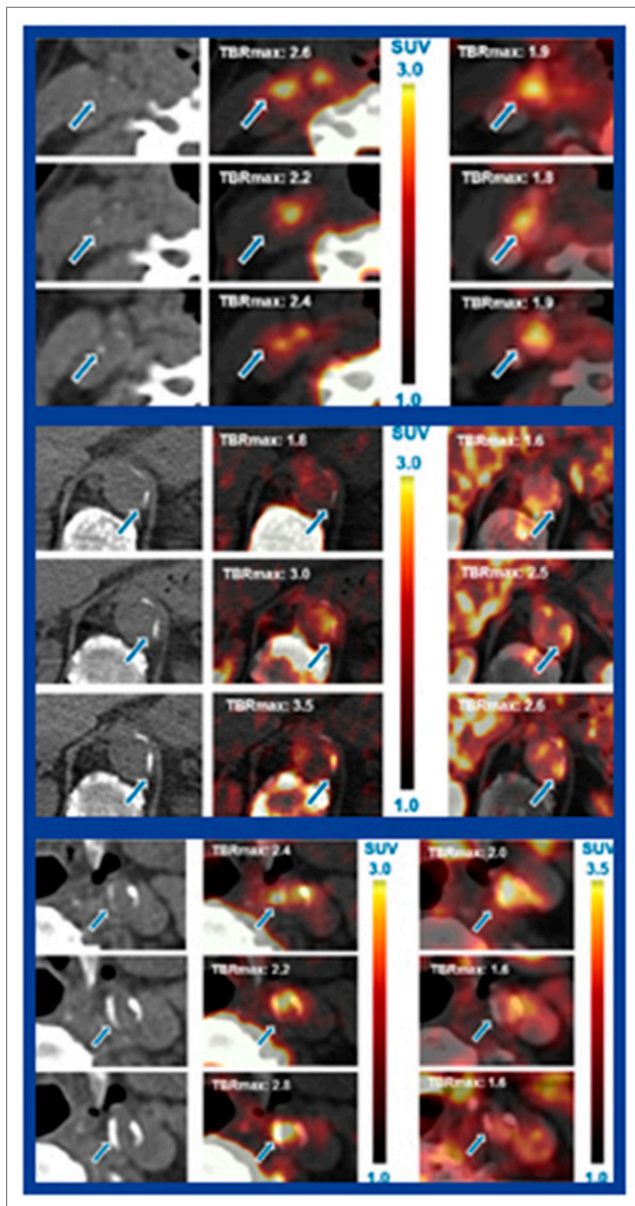 TBRmax: 2.6
SUV
3.0
TBRmax: 1.9
TBRmax: 2.2
TBRmax: 1.8
TBRmax: 2.4
TBRmax: 1.9
1.0
TBRmax: 1.8
SUV
3.0
TBRmax: 1.6
TBRmax: 3.0
TBRmax: 2.5
TBRmax: 3.5
TBRmax: 2.6
1.0
TBRmax: 2.4
SUV
3.0
TBRmax: 2.0
SUV
3.5
TBRmax: 2.2
TBRmax: 1.6
TBRmax: 2.8
TBRmax: 1.6
1.0
1.0